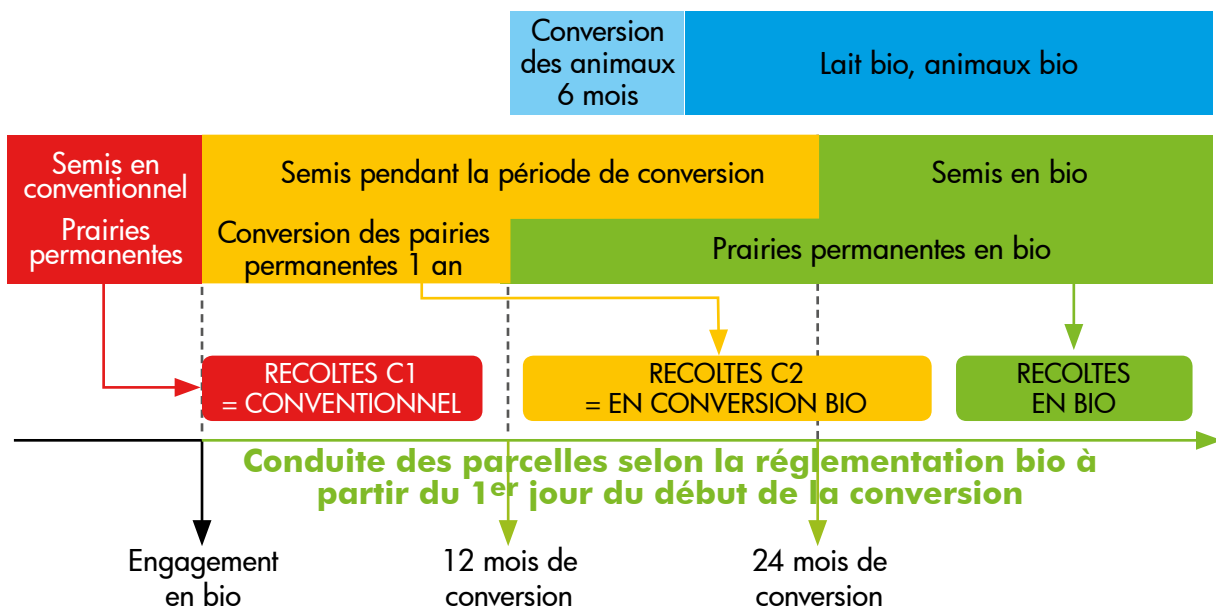 Conversion
des animaux
6 mois
Lait bio, animaux bio
Semis en
conventionnel
Semis pendant la période de conversion
Semis en bio
Prairies
permanentes
Conversion des pairies
permanentes 1 an
Prairies permanentes en bio
RECOLTES C1
= CONVENTIONNEL
RECOLTES C2
= EN CONVERSION BIO
RECOLTES
EN BIO
Conduite des parcelles selon la réglementation bio à
partir du 1er jour du début de la conversion
Engagement
en bio
12 mois de
conversion
24 mois de
conversion